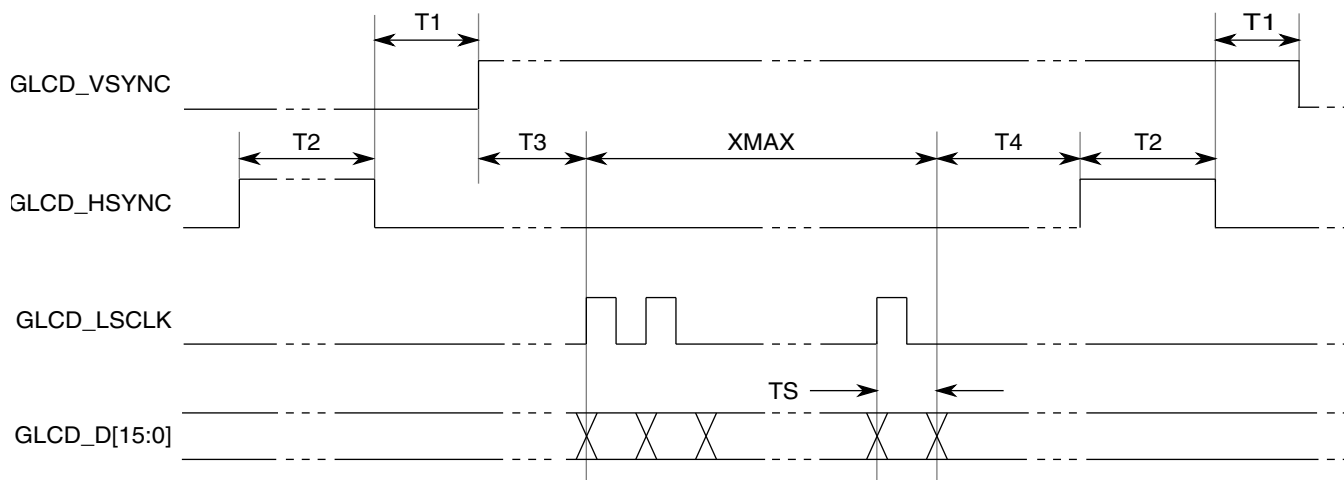 T1 T1
GLCD_VSYNC
T2 T3 XMAX T4 T2
GLCD_HSYNC
GLCD_LSCLK
TS
GLCD_D[15:0]